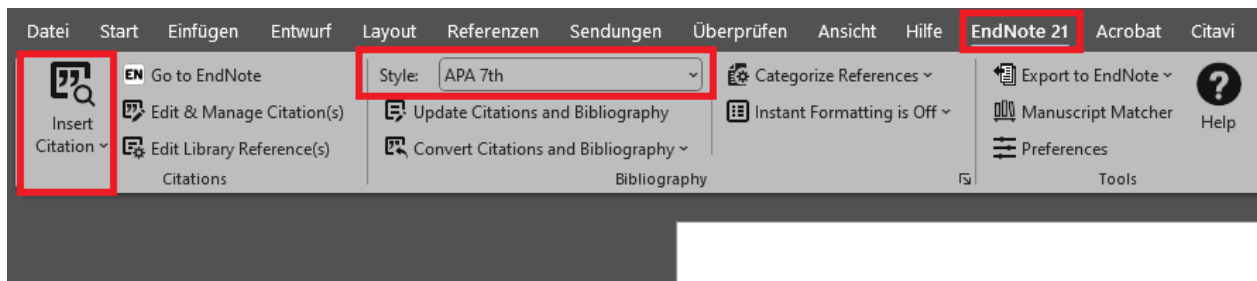 Datei Start Einfügen Entwurf Layout Referenzen Sendungen Überprüfen Ansicht Hilfe EndNote 21 Acrobat Citavi
Insert
Citation
EN Go to EndNote
Edit & Manage Citation(s)
Edit Library Reference(s)
Citations
Style: APA 7th
Update Citations and Bibliography
Convert Citations and Bibliography
Categorize References
Instant Formatting is Off
Bibliography
Export to EndNote
Manuscript Matcher
Preferences
Tools
Help